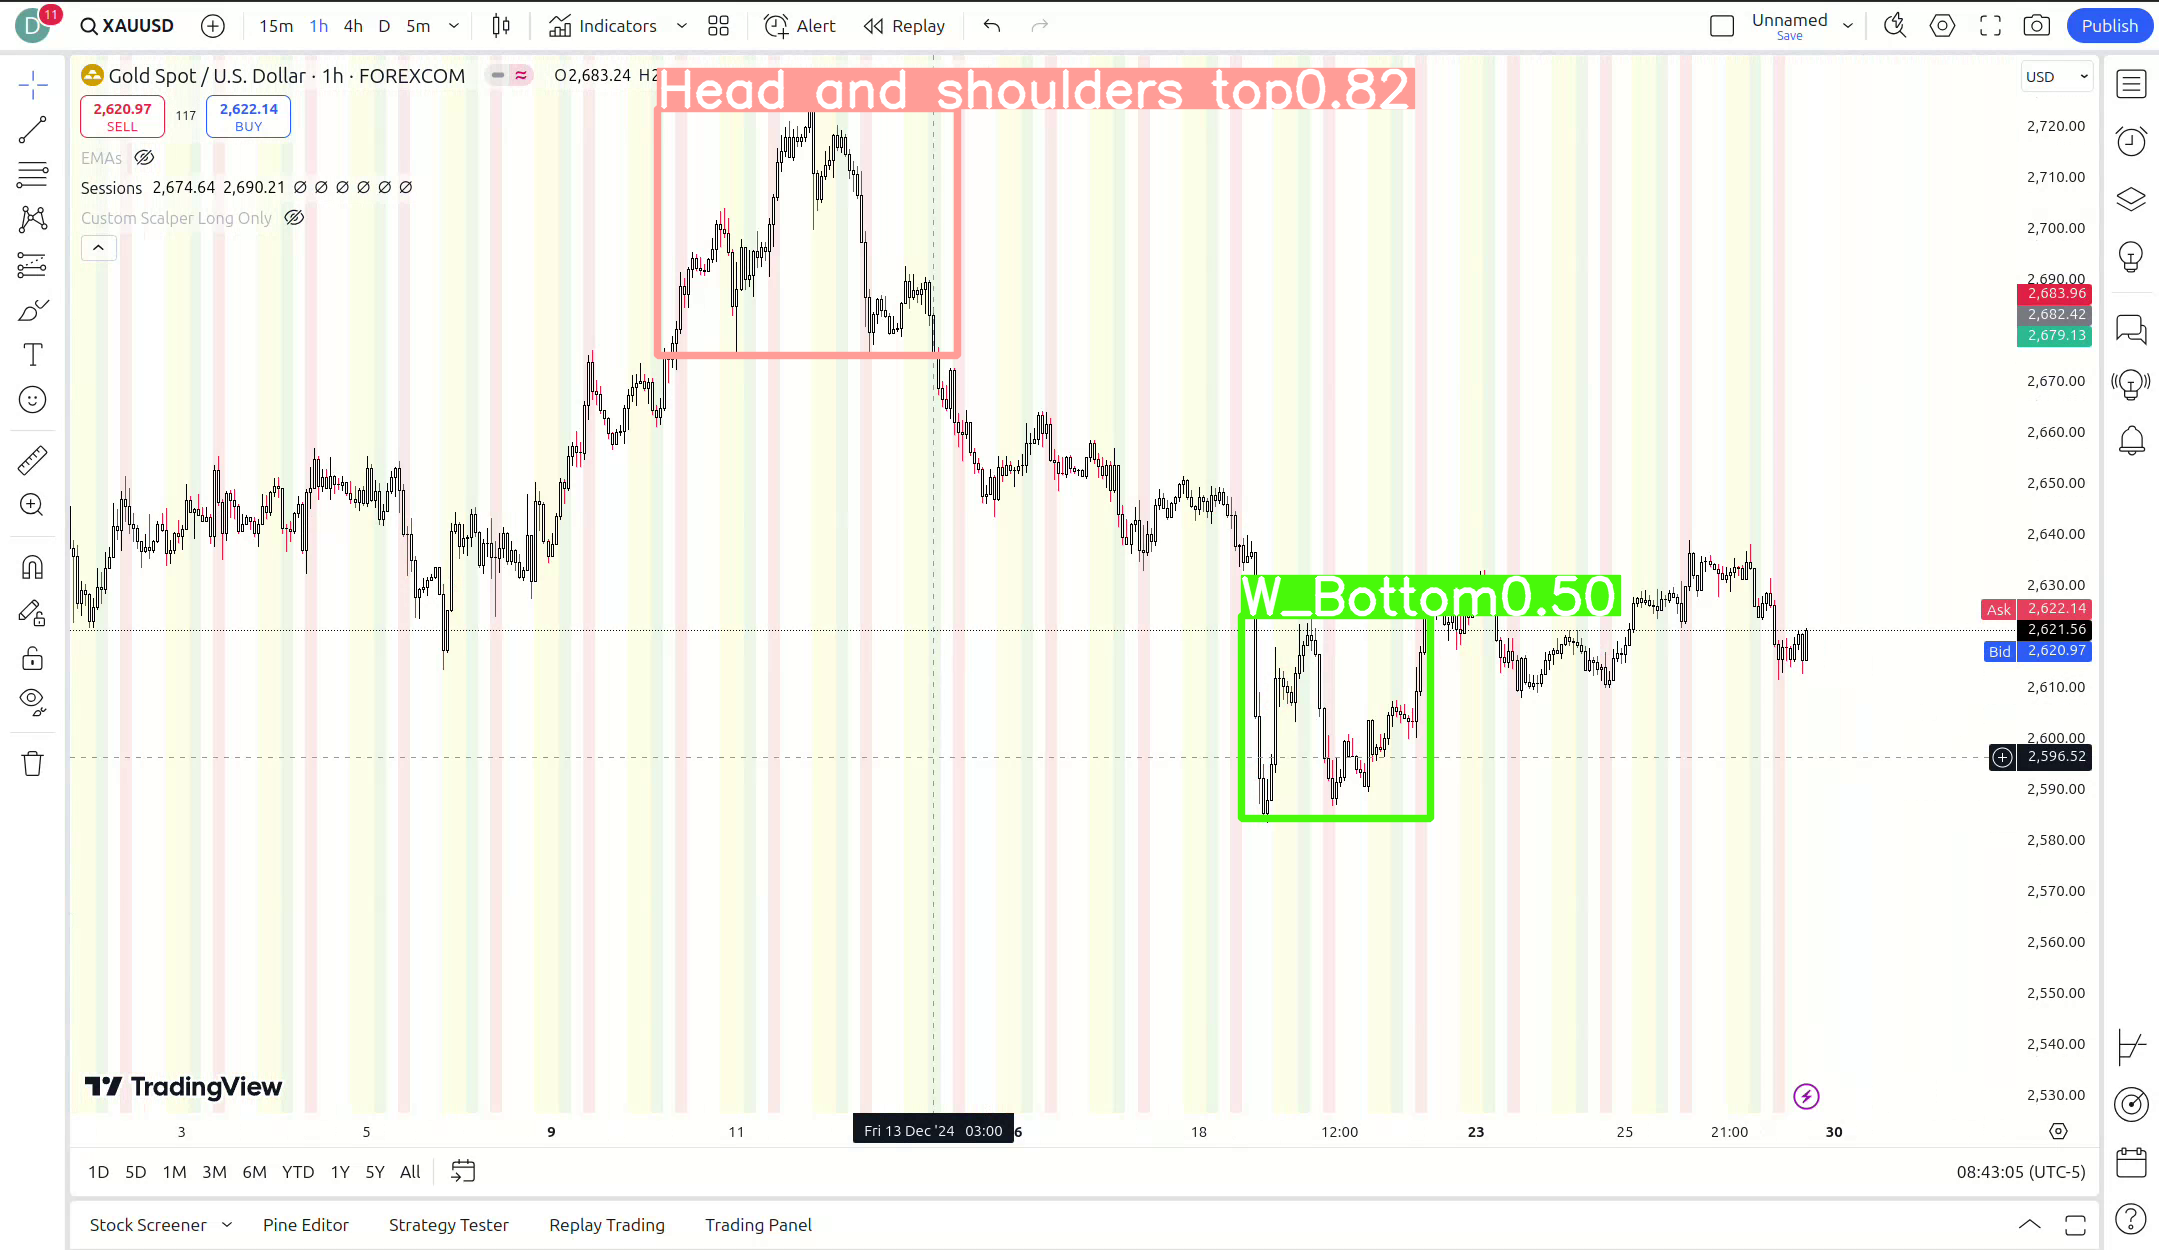 D 11 XAUUSD 15m 1h 4h D 5m Indicators Alert Replay Unnamed Save Publish
Gold Spot / U.S. Dollar · 1h · FOREXCOM O2,683.24 H2
Head and shoulders top0.82
USD
2,620.97 SELL 117 2,622.14 BUY
EMAs
Sessions 2,674.64 2,690.21 ∅ ∅ ∅ ∅ ∅ ∅
Custom Scalper Long Only
2,720.00
2,710.00
2,700.00
2,690.00
2,683.96
2,682.42
2,679.13
2,670.00
2,660.00
2,650.00
2,640.00
2,630.00
W_Bottom0.50
Ask 2,622.14
2,621.56
Bid 2,620.97
2,610.00
2,600.00
2,596.52
2,590.00
2,580.00
2,570.00
2,560.00
2,550.00
2,540.00
2,530.00
TradingView
3 5 9 11 Fri 13 Dec '24 03:00 6 18 12:00 23 25 21:00 30
1D 5D 1M 3M 6M YTD 1Y 5Y All 08:43:05 (UTC-5)
Stock Screener Pine Editor Strategy Tester Replay Trading Trading Panel